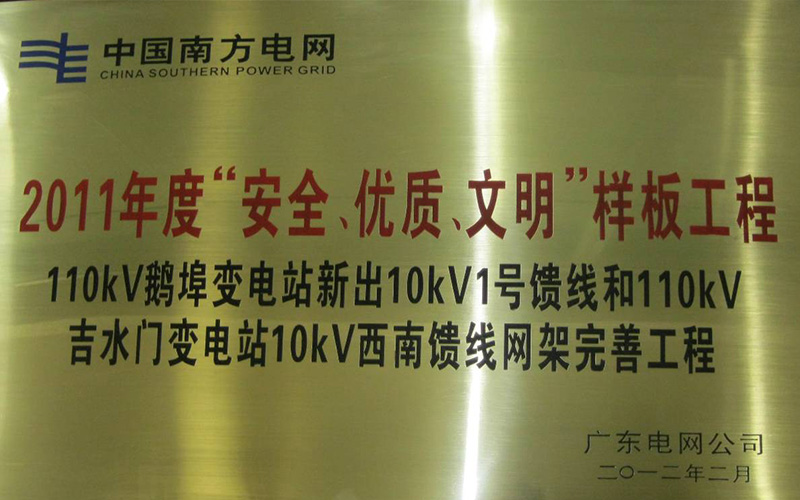 中国南方电网
CHINA SOUTHERN POWER GRID
2011年度“安全、优质、文明”样板工程
110kV鹅埠变电站新出10kV1号馈线和110kV
吉水门变电站10kV西南馈线网架完善工程
广东电网公司
二〇一二年二月